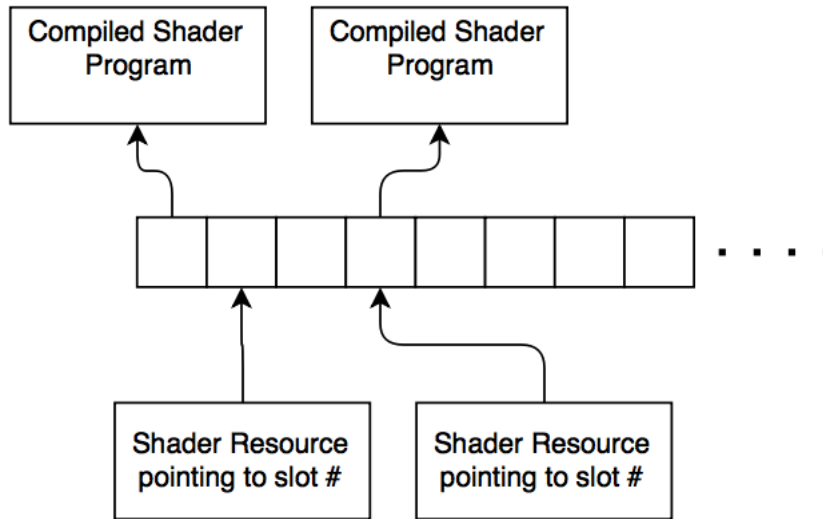 Compiled Shader
Program
Compiled Shader
Program
Shader Resource
pointing to slot #
Shader Resource
pointing to slot #